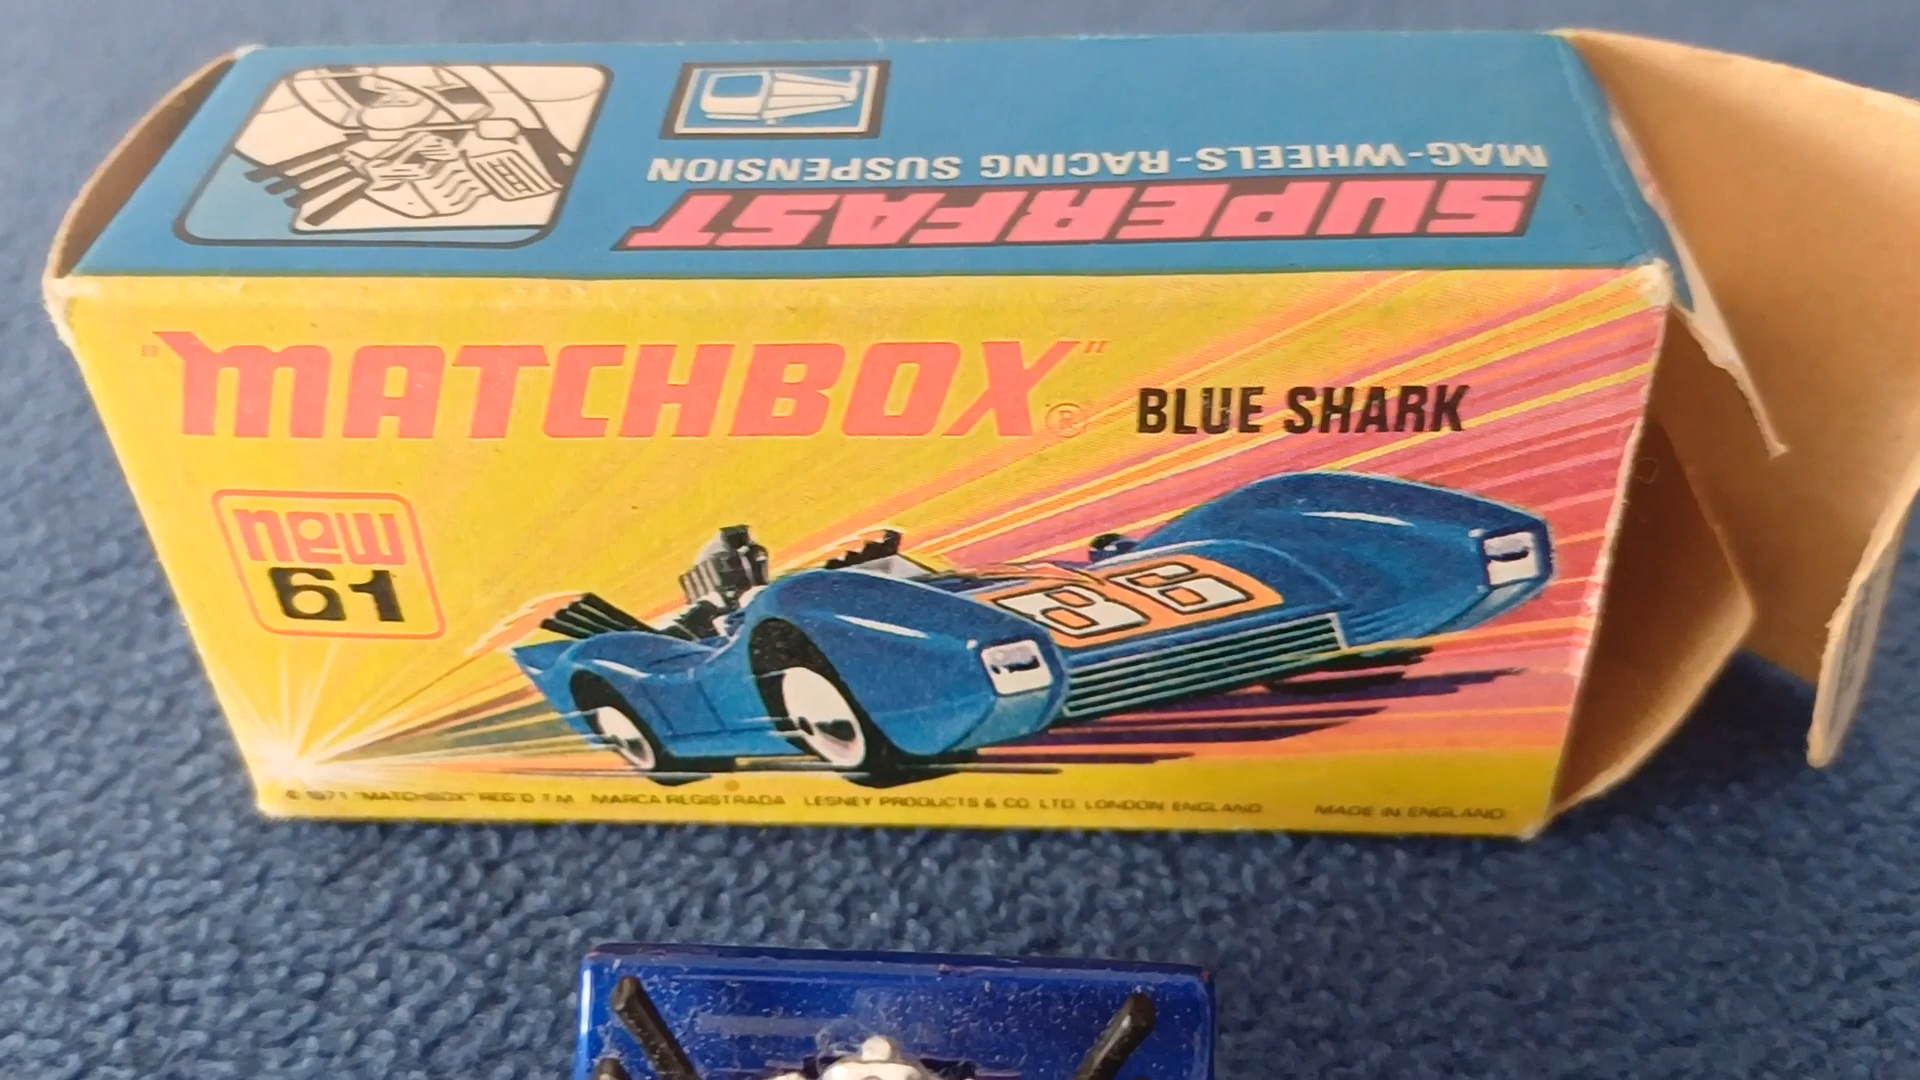 MAG-WHEELS-RACING SUSPENSION
SUPERFAST
"MATCHBOX"®
BLUE SHARK
new
61
86
© 1971 "MATCHBOX" REG'D T.M. MARCA REGISTRADA LESNEY PRODUCTS & CO. LTD. LONDON ENGLAND MADE IN ENGLAND